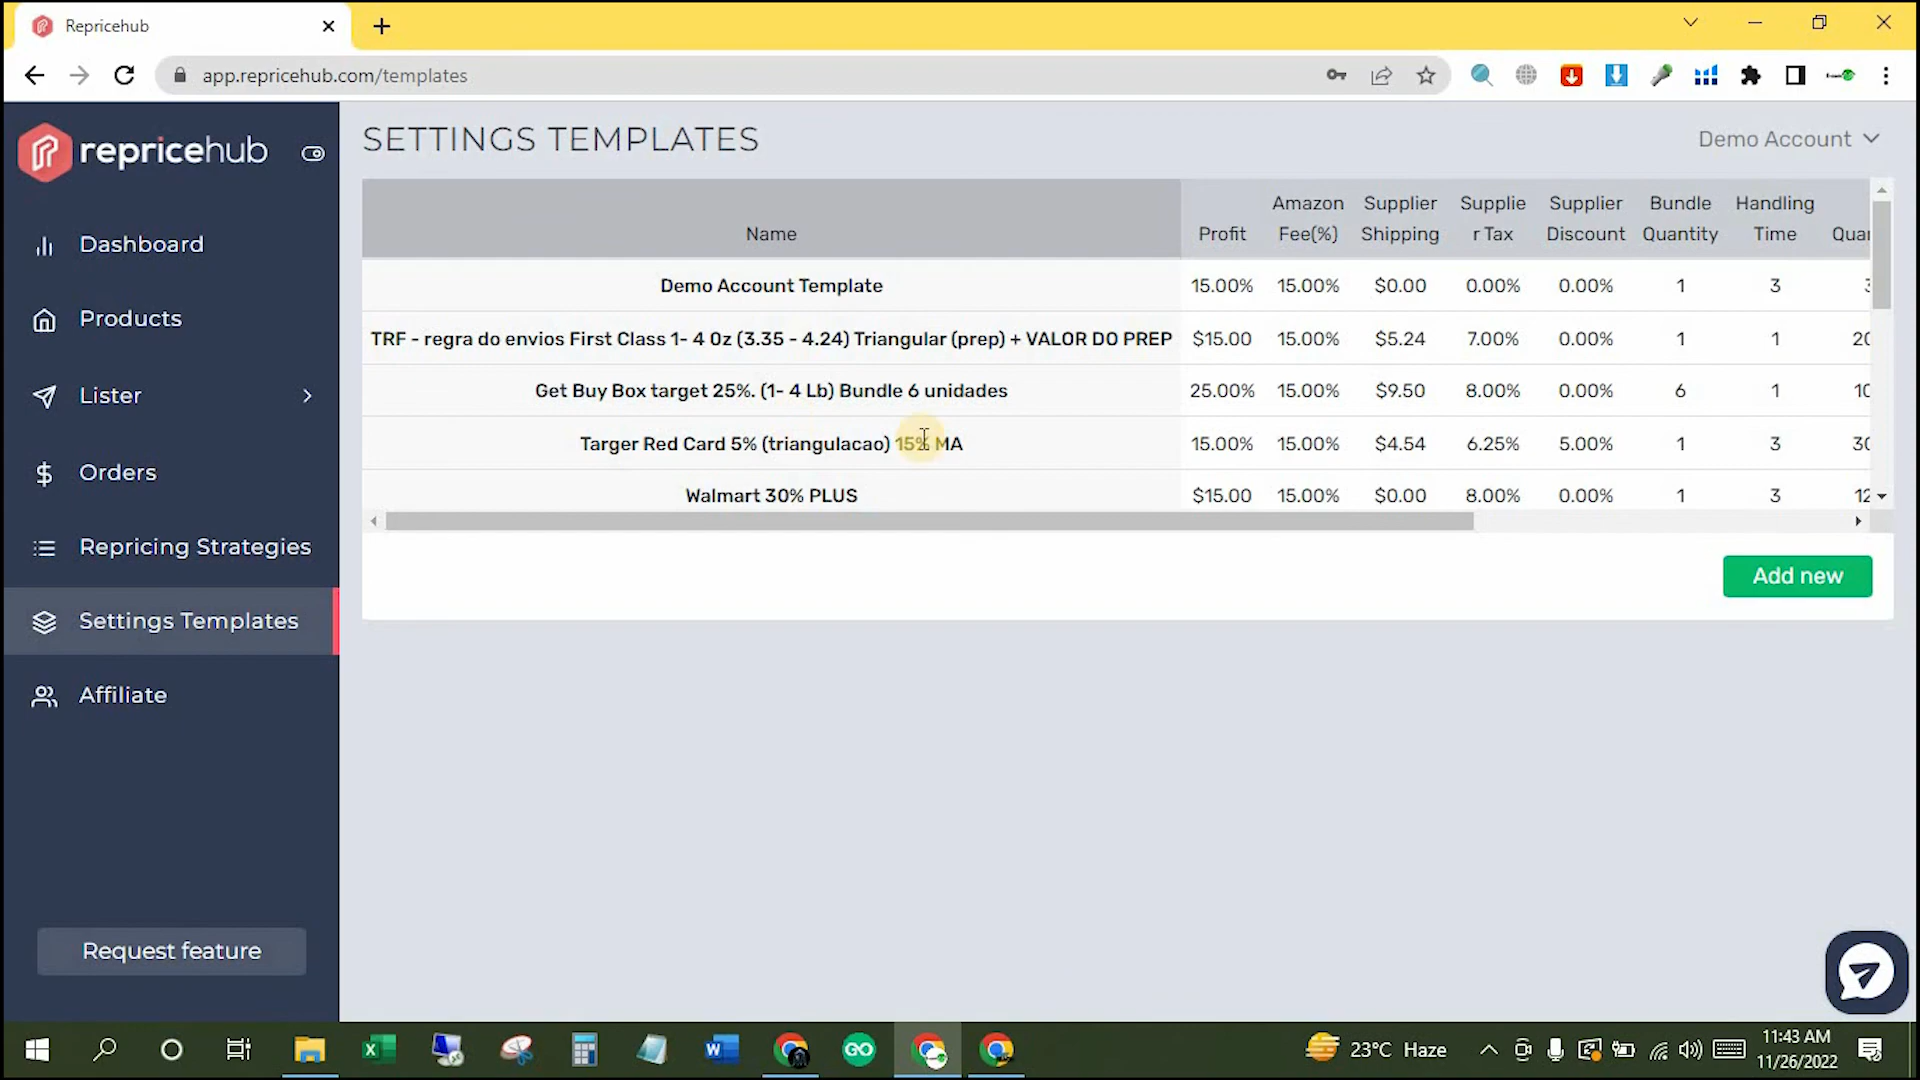 Repricehub
app.repricehub.com/templates
repricehub
SETTINGS TEMPLATES
Demo Account
Dashboard
Products
Lister
Orders
Repricing Strategies
Settings Templates
Affiliate
Request feature
Name
Profit
Amazon
Fee(%)
Supplier
Shipping
Supplie
r Tax
Supplier
Discount
Bundle
Quantity
Handling
Time
Demo Account Template 15.00% 15.00% $0.00 0.00% 0.00% 1 3
TRF - regra do envios First Class 1- 4 Oz (3.35 - 4.24) Triangular (prep) + VALOR DO PREP $15.00 15.00% $5.24 7.00% 0.00% 1 1 20
Get Buy Box target 25%. (1- 4 Lb) Bundle 6 unidades 25.00% 15.00% $9.50 8.00% 0.00% 6 1 10
Targer Red Card 5% (triangulacao) 15% MA 15.00% 15.00% $4.54 6.25% 5.00% 1 3 30
Walmart 30% PLUS $15.00 15.00% $0.00 8.00% 0.00% 1 3 12
Add new
23°C Haze
11:43 AM
11/26/2022